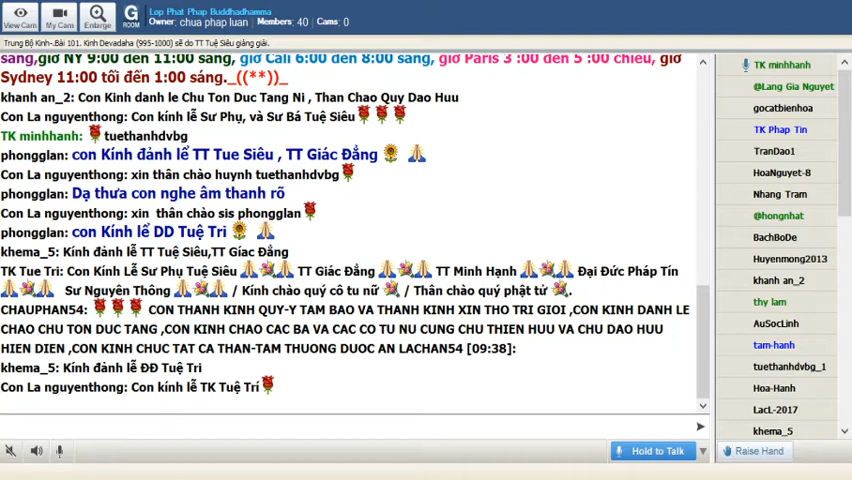 View Cam
My Cam
Enlarge
G ROOM
Lop Phat Phap Buddhadhamma
Owner: chua phap luan Members: 40 Cams: 0
Trung Bộ Kinh-.Bài 101. Kinh Devadaha (995-1000) sẽ do TT Tuệ Siêu giảng giải.
sáng,giờ NY 9:00 đến 11:00 sáng, giờ Cali 6:00 đến 8:00 sáng, giờ Paris 3 :00 đến 5 :00 chiều, giờ
Sydney 11:00 tối đến 1:00 sáng._((**))_
khanh an_2: Con Kinh danh le Chu Ton Duc Tang Ni , Than Chao Quy Dao Huu
Con La nguyenthong: Con kính lễ Sư Phụ, và Sư Bá Tuệ Siêu
TK minhhanh: tuethanhdvbg
phongglan: con Kính đảnh lể TT Tue Siêu , TT Giác Đẳng
Con La nguyenthong: xin thân chào huynh tuethanhdvbg
phongglan: Dạ thưa con nghe âm thanh rõ
Con La nguyenthong: xin thân chào sis phongglan
phongglan: con Kính lể DD Tuệ Tri
khema_5: Kính đảnh lễ TT Tuệ Siêu,TT Gíac Đẳng
TK Tue Tri: Con Kính Lễ Sư Phụ Tuệ Siêu TT Giác Đẳng TT Minh Hạnh Đại Đức Pháp Tín
Sư Nguyên Thông / Kính chào quý cô tu nữ / Thân chào quý phật tử .
CHAUPHAN54: CON THANH KINH QUY-Y TAM BAO VA THANH KINH XIN THO TRI GIOI ,CON KINH DANH LE
CHAO CHU TON DUC TANG ,CON KINH CHAO CAC BA VA CAC CO TU NU CUNG CHU THIEN HUU VA CHU DAO HUU
HIEN DIEN ,CON KINH CHUC TAT CA THAN-TAM THUONG DUOC AN LACHAN54 [09:38]:
khema_5: Kính đảnh lễ ĐĐ Tuệ Tri
Con La nguyenthong: Con kính lễ TK Tuệ Trí
Hold to Talk
TK minhhanh
@Lang Gia Nguyet
gocatbienhoa
TK Phap Tin
TranDao1
HoaNguyet-8
Nhang Tram
@hongnhat
BachBoDe
Huyenmong2013
khanh an_2
thy lam
AuSocLinh
tam-hanh
tuethanhdvbg_1
Hoa-Hanh
LacL-2017
khema_5
Raise Hand